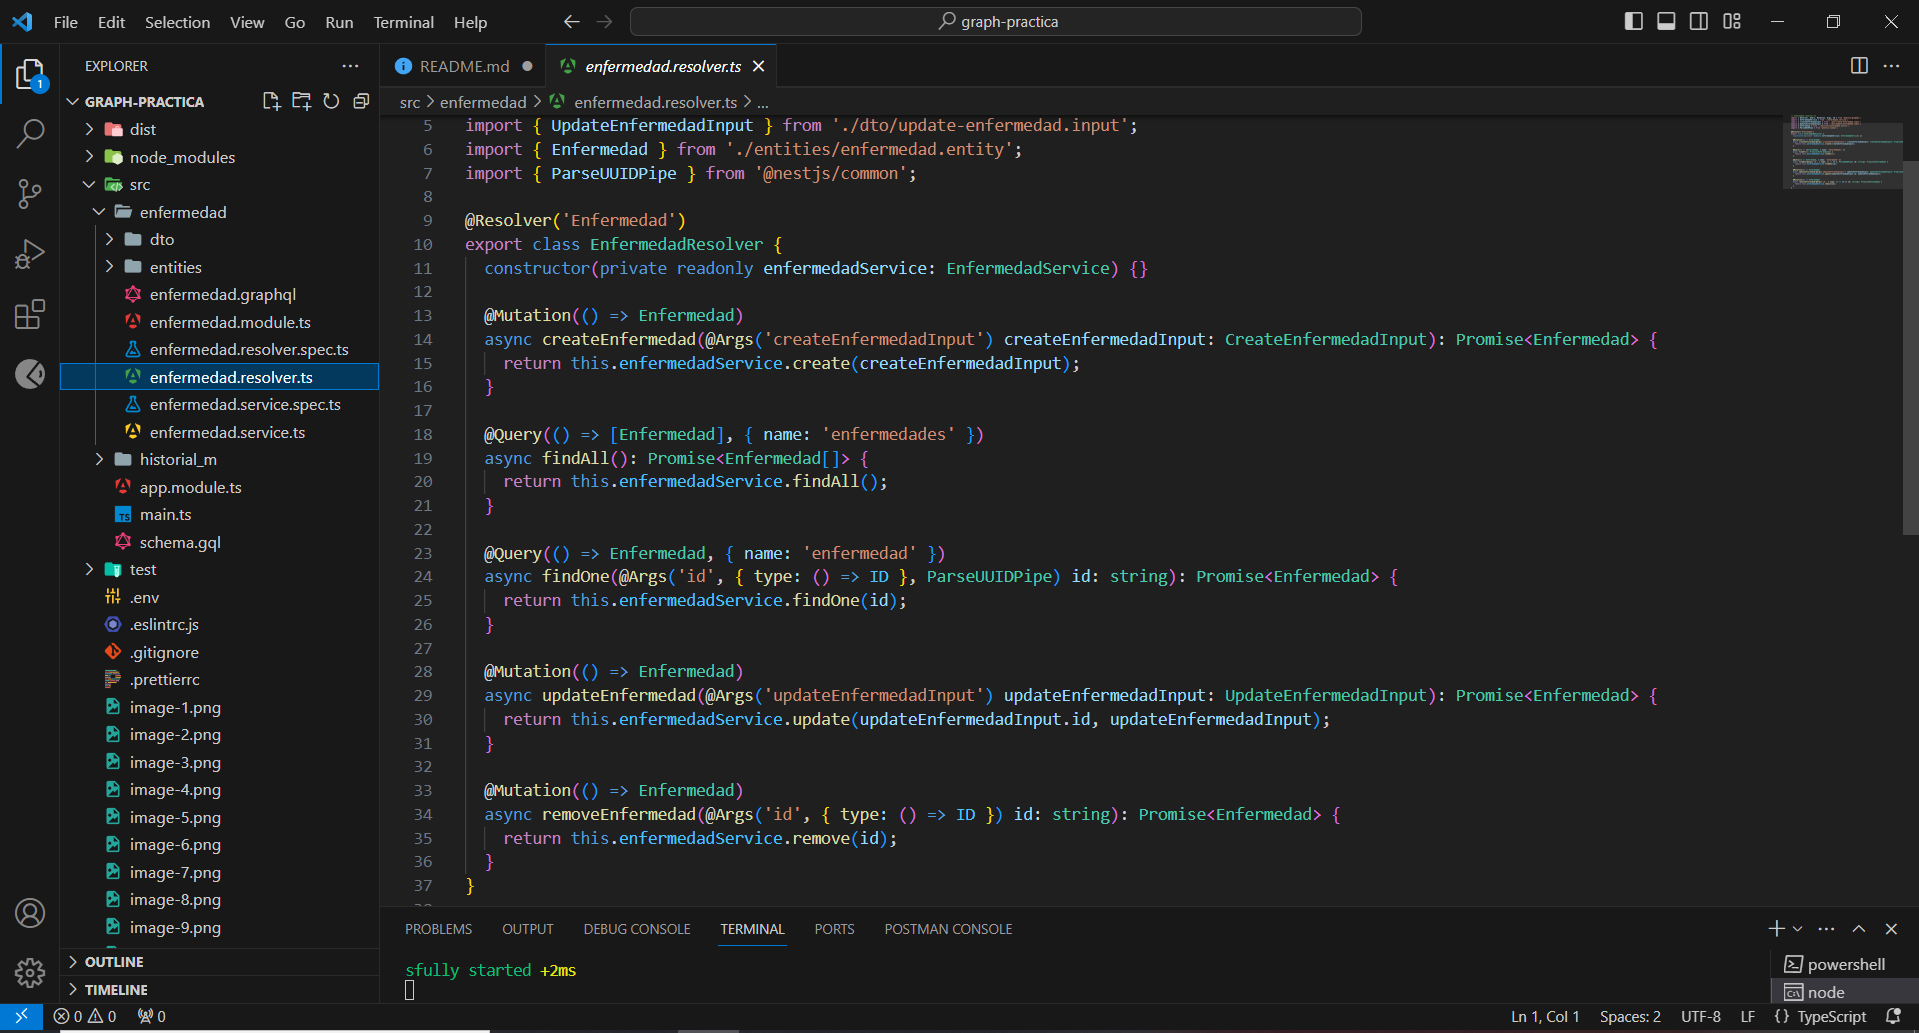 File Edit Selection View Go Run Terminal Help
graph-practica
EXPLORER
1
GRAPH-PRACTICA
dist
node_modules
src
enfermedad
dto
entities
enfermedad.graphql
enfermedad.module.ts
enfermedad.resolver.spec.ts
enfermedad.resolver.ts
enfermedad.service.spec.ts
enfermedad.service.ts
historial_m
app.module.ts
main.ts
schema.gql
test
.env
.eslintrc.js
.gitignore
.prettierrc
image-1.png
image-2.png
image-3.png
image-4.png
image-5.png
image-6.png
image-7.png
image-8.png
image-9.png
OUTLINE
TIMELINE
README.md
enfermedad.resolver.ts
src > enfermedad > enfermedad.resolver.ts > ...
5 import { UpdateEnfermedadInput } from './dto/update-enfermedad.input';
6 import { Enfermedad } from './entities/enfermedad.entity';
7 import { ParseUUIDPipe } from '@nestjs/common';
8
9 @Resolver('Enfermedad')
10 export class EnfermedadResolver {
11 constructor(private readonly enfermedadService: EnfermedadService) {}
12
13 @Mutation(() => Enfermedad)
14 async createEnfermedad(@Args('createEnfermedadInput') createEnfermedadInput: CreateEnfermedadInput): Promise<Enfermedad> {
15 return this.enfermedadService.create(createEnfermedadInput);
16 }
17
18 @Query(() => [Enfermedad], { name: 'enfermedades' })
19 async findAll(): Promise<Enfermedad[]> {
20 return this.enfermedadService.findAll();
21 }
22
23 @Query(() => Enfermedad, { name: 'enfermedad' })
24 async findOne(@Args('id', { type: () => ID }, ParseUUIDPipe) id: string): Promise<Enfermedad> {
25 return this.enfermedadService.findOne(id);
26 }
27
28 @Mutation(() => Enfermedad)
29 async updateEnfermedad(@Args('updateEnfermedadInput') updateEnfermedadInput: UpdateEnfermedadInput): Promise<Enfermedad> {
30 return this.enfermedadService.update(updateEnfermedadInput.id, updateEnfermedadInput);
31 }
32
33 @Mutation(() => Enfermedad)
34 async removeEnfermedad(@Args('id', { type: () => ID }) id: string): Promise<Enfermedad> {
35 return this.enfermedadService.remove(id);
36 }
37 }
PROBLEMS OUTPUT DEBUG CONSOLE TERMINAL PORTS POSTMAN CONSOLE
sfully started +2ms
powershell
node
0 0 0
Ln 1, Col 1 Spaces: 2 UTF-8 LF {} TypeScript